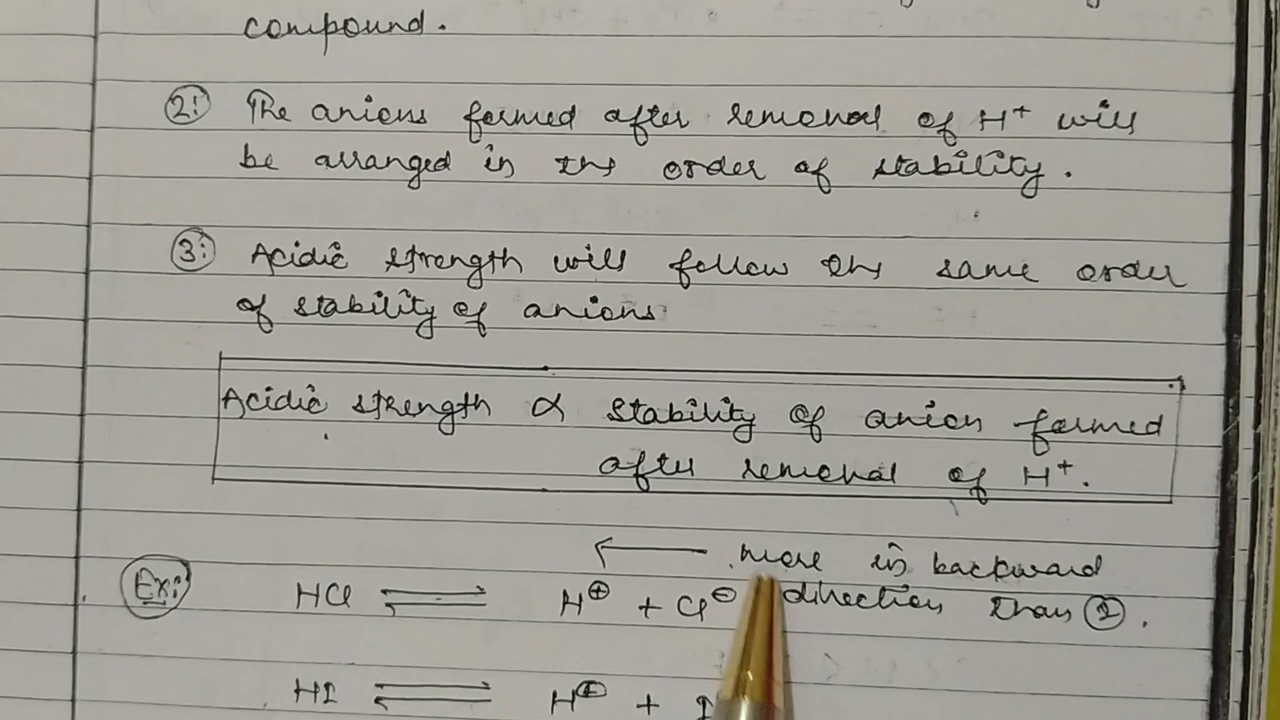 compound.
2: The anions formed after removal of H+ will
be arranged in the order of stability.
3: Acidic strength will follow the same order
of stability of anions
Acidic strength ∝ stability of anion formed
after removal of H+.
← more in backward
Ex: HCl ⇌ H⊕ + Cl⊖ direction than 2.
HI ⇌ H⊕ + I